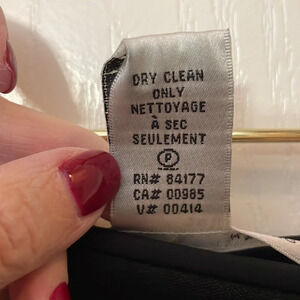 DRY CLEAN
ONLY
NETTOYAGE
À SEC
SEULEMENT
P
RN# 84177
CA# 00985
V# 00414